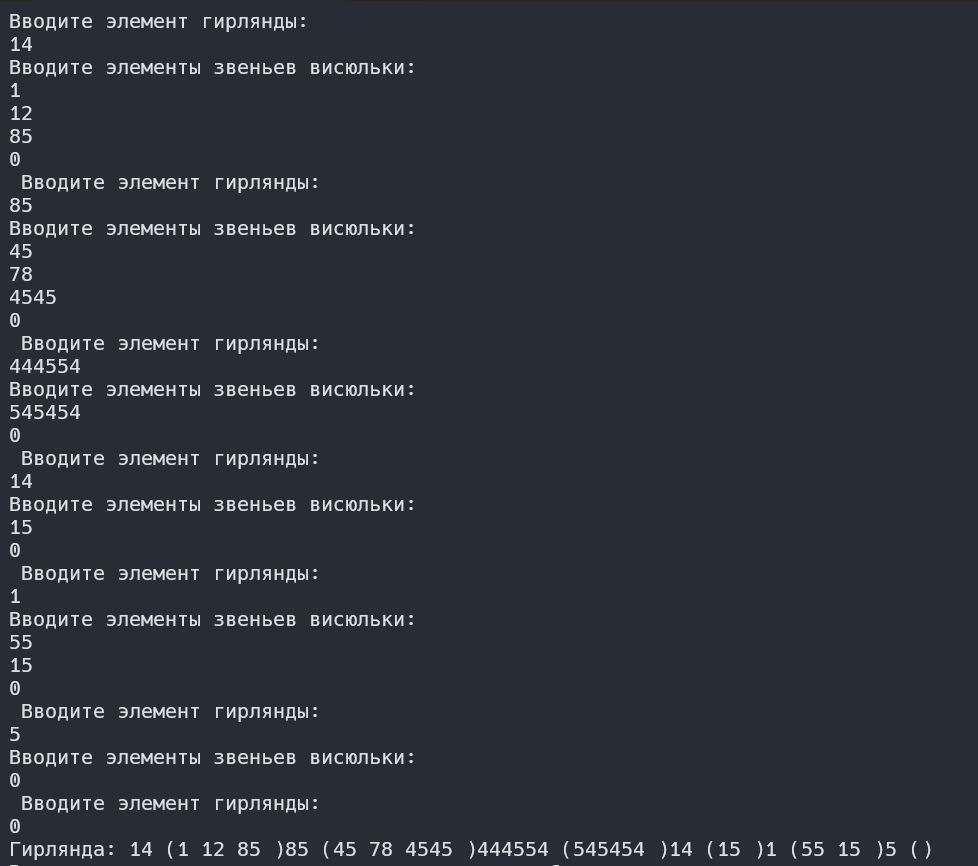 Вводите элемент гирлянды:
14
Вводите элементы звеньев висюльки:
1
12
85
0
Вводите элемент гирлянды:
85
Вводите элементы звеньев висюльки:
45
78
4545
0
Вводите элемент гирлянды:
444554
Вводите элементы звеньев висюльки:
545454
0
Вводите элемент гирлянды:
14
Вводите элементы звеньев висюльки:
15
0
Вводите элемент гирлянды:
1
Вводите элементы звеньев висюльки:
55
15
0
Вводите элемент гирлянды:
5
Вводите элементы звеньев висюльки:
0
Вводите элемент гирлянды:
0
Гирлянда: 14 (1 12 85 )85 (45 78 4545 )444554 (545454 )14 (15 )1 (55 15 )5 ()